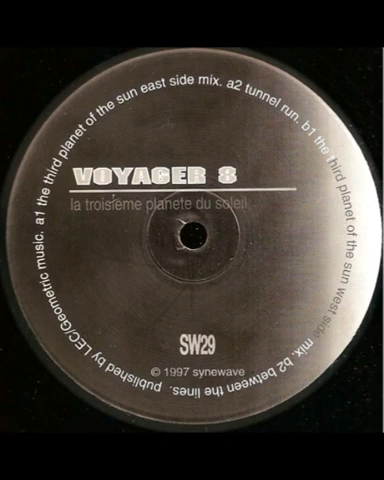 VOYAGER 8
la troisieme planete du soleil
SW29
© 1997 synewave
a1 the third planet of the sun east side mix. a2 tunnel run. b1 the third planet of the sun west side mix. b2 between the lines. published by LEC/Geometric music.